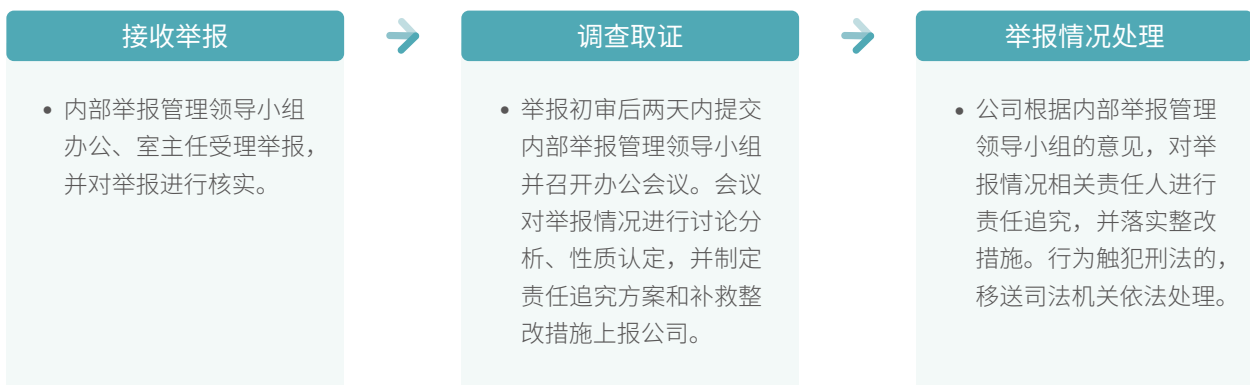 接收举报
内部举报管理领导小组
办公、室主任受理举报，
并对举报进行核实。
调查取证
举报初审后两天内提交
内部举报管理领导小组
并召开办公会议。会议
对举报情况进行讨论分
析、性质认定，并制定
责任追究方案和补救整
改措施上报公司。
举报情况处理
公司根据内部举报管理
领导小组的意见，对举
报情况相关责任人进行
责任追究，并落实整改
措施。行为触犯刑法的，
移送司法机关依法处理。